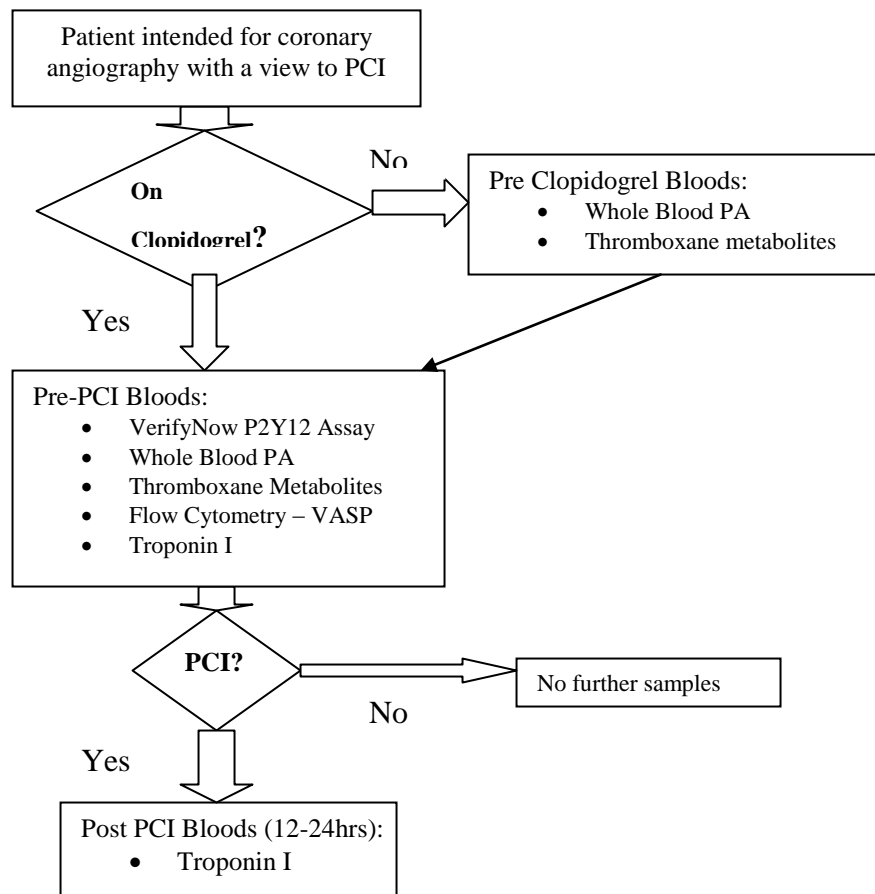 Patient intended for coronary
angiography with a view to PCI
On
Clopidogrel?
No
Pre Clopidogrel Bloods:
• Whole Blood PA
• Thromboxane metabolites
Yes
Pre-PCI Bloods:
• VerifyNow P2Y12 Assay
• Whole Blood PA
• Thromboxane Metabolites
• Flow Cytometry – VASP
• Troponin I
PCI?
No
No further samples
Yes
Post PCI Bloods (12-24hrs):
• Troponin I